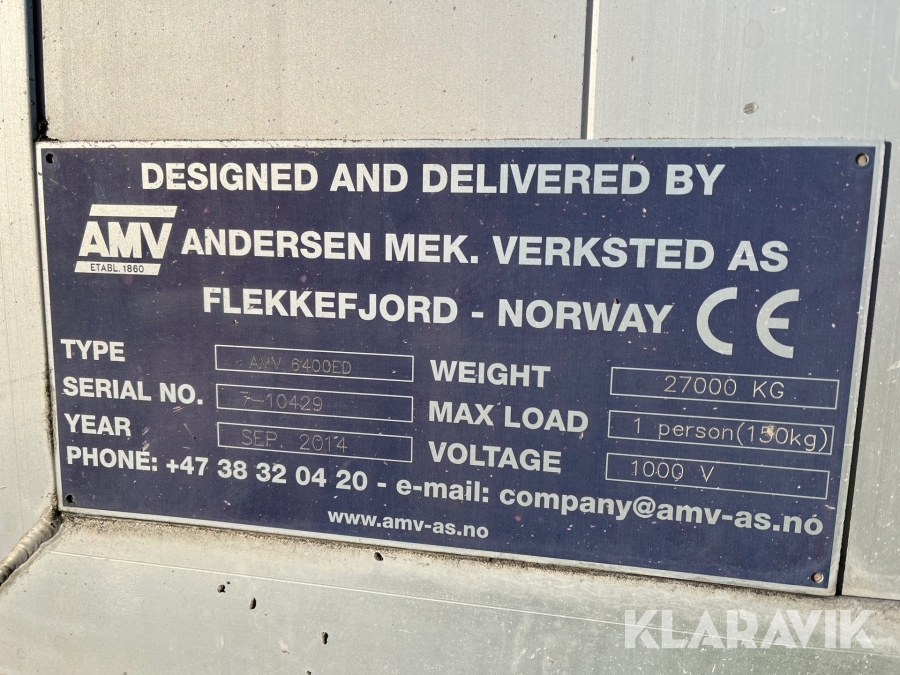 DESIGNED AND DELIVERED BY
AMV
ETABL. 1860
ANDERSEN MEK. VERKSTED AS
FLEKKEFJORD - NORWAY CE
TYPE AMV 6400ED
SERIAL NO. 7-10429
YEAR SEP. 2014
WEIGHT 27000 KG
MAX LOAD 1 person(150kg)
VOLTAGE 1000 V
PHONE: +47 38 32 04 20 - e-mail: company@amv-as.no
www.amv-as.no
KLARAVIK